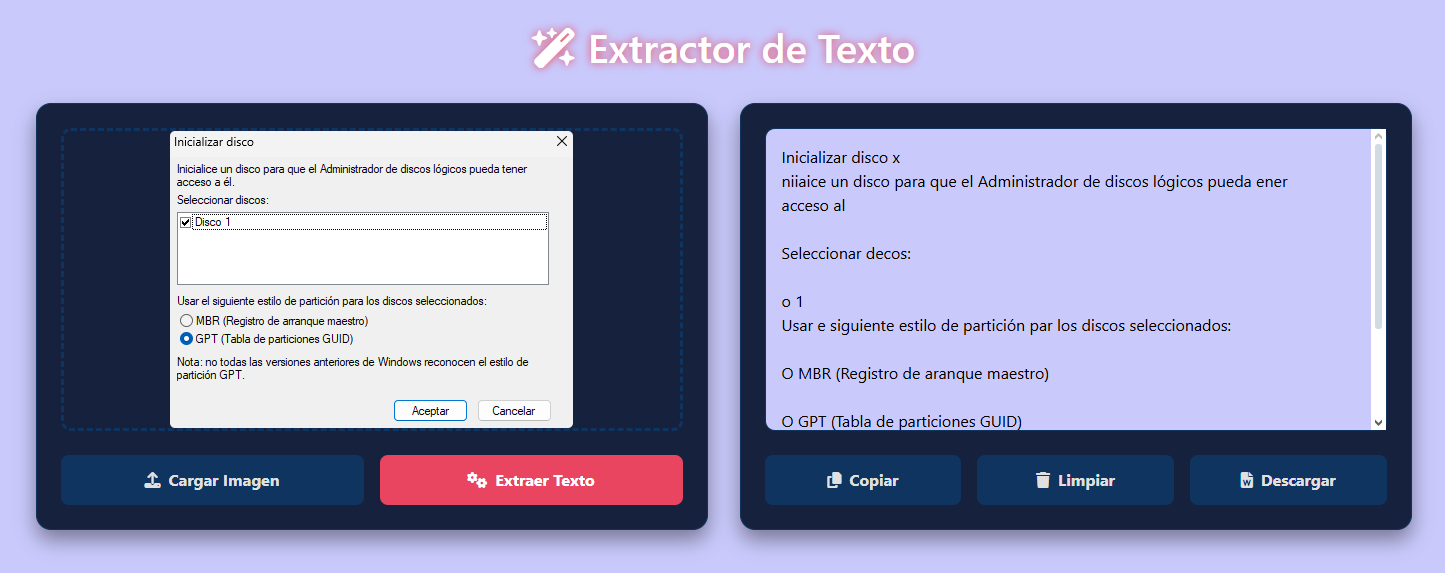 Extractor de Texto
Inicializar disco
Inicialice un disco para que el Administrador de discos lógicos pueda tener
acceso a él.
Seleccionar discos:
Disco 1
Usar el siguiente estilo de partición para los discos seleccionados:
MBR (Registro de arranque maestro)
GPT (Tabla de particiones GUID)
Nota: no todas las versiones anteriores de Windows reconocen el estilo de
partición GPT.
Aceptar
Cancelar
Cargar Imagen
Extraer Texto
Inicializar disco x
niiaice un disco para que el Administrador de discos lógicos pueda ener
acceso al
Seleccionar decos:
o 1
Usar e siguiente estilo de partición par los discos seleccionados:
O MBR (Registro de aranque maestro)
O GPT (Tabla de particiones GUID)
Copiar
Limpiar
Descargar